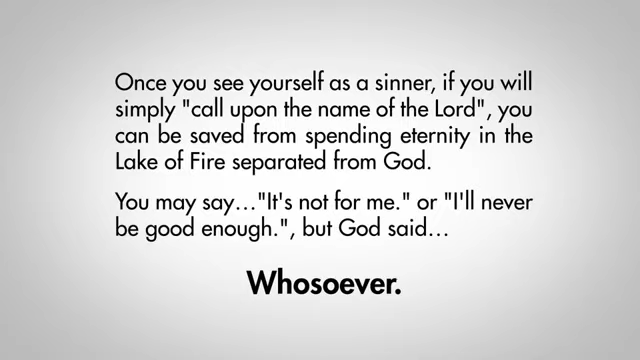 Once you see yourself as a sinner, if you will
simply "call upon the name of the Lord", you
can be saved from spending eternity in the
Lake of Fire separated from God.
You may say…"It's not for me." or "I'll never
be good enough.", but God said…
Whosoever.